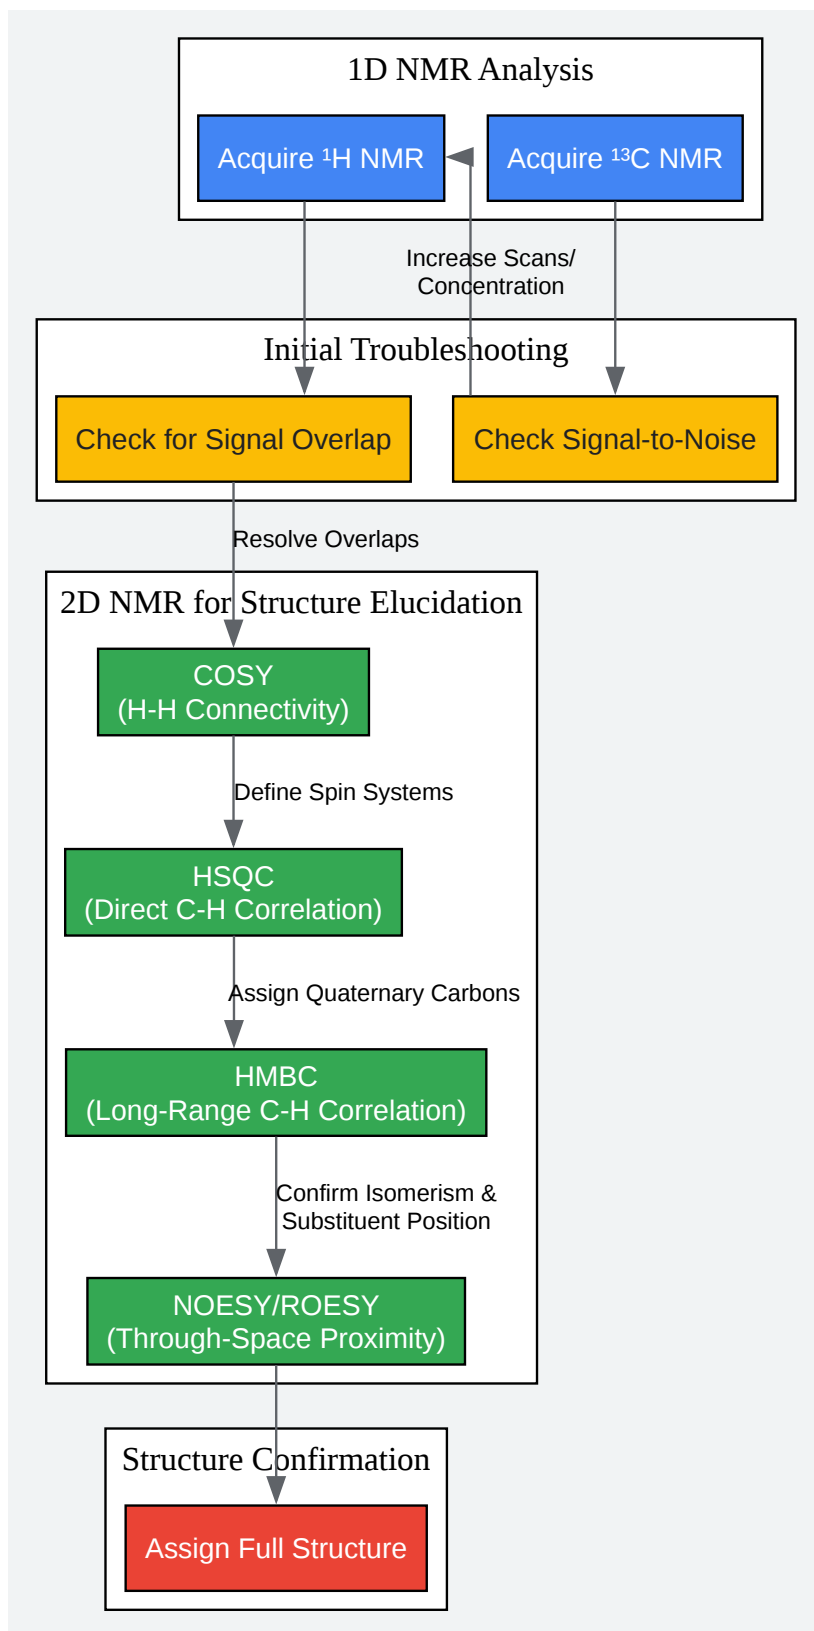 1D NMR Analysis
Acquire ¹H NMR
Acquire ¹³C NMR
Increase Scans/
Concentration
Initial Troubleshooting
Check for Signal Overlap
Check Signal-to-Noise
Resolve Overlaps
2D NMR for Structure Elucidation
COSY
(H-H Connectivity)
Define Spin Systems
HSQC
(Direct C-H Correlation)
Assign Quaternary Carbons
HMBC
(Long-Range C-H Correlation)
Confirm Isomerism &
Substituent Position
NOESY/ROESY
(Through-Space Proximity)
Structure Confirmation
Assign Full Structure